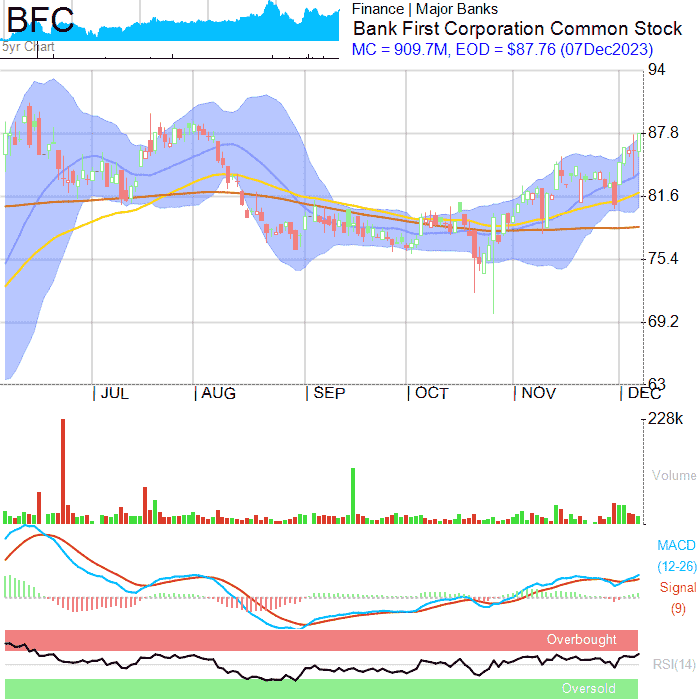 BFC
5yr Chart
Finance | Major Banks
Bank First Corporation Common Stock
MC = 909.7M, EOD = $87.76 (07Dec2023)
94
87.8
81.6
75.4
69.2
63
JUL AUG SEP OCT NOV DEC
228k
Volume
MACD
(12-26)
Signal
(9)
Overbought
RSI(14)
Oversold